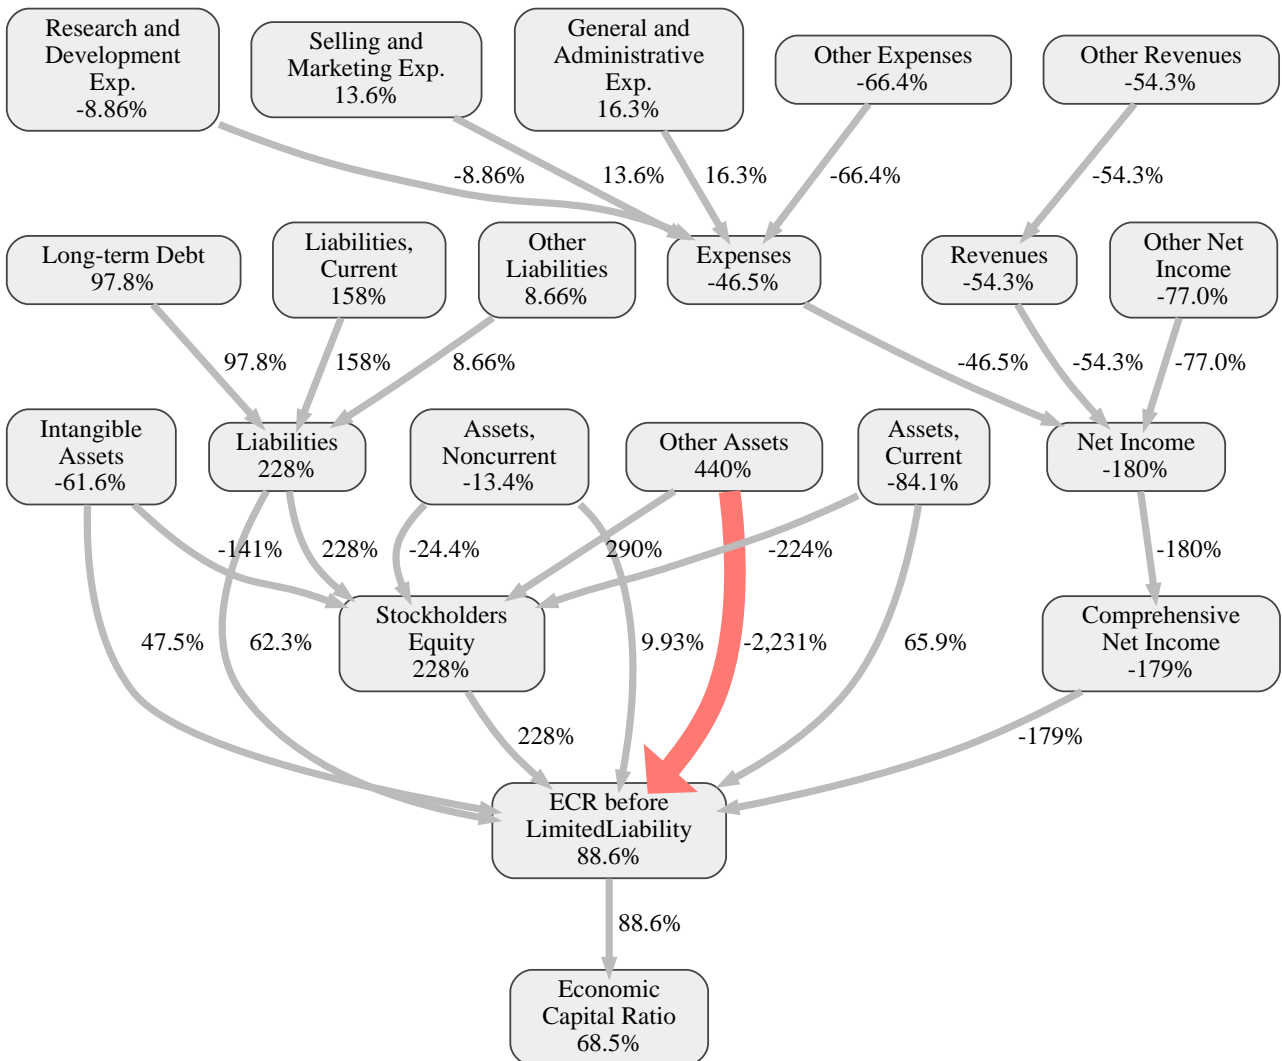 Research and
Development
Exp.
-8.86%
Selling and
Marketing Exp.
13.6%
General and
Administrative
Exp.
16.3%
Other Expenses
-66.4%
Other Revenues
-54.3%
-8.86%
13.6%
16.3%
-66.4%
-54.3%
Long-term Debt
97.8%
Liabilities,
Current
158%
Other
Liabilities
8.66%
Expenses
-46.5%
Revenues
-54.3%
Other Net
Income
-77.0%
97.8%
158%
8.66%
-46.5%
-54.3%
-77.0%
Intangible
Assets
-61.6%
Liabilities
228%
Assets,
Noncurrent
-13.4%
Other Assets
440%
Assets,
Current
-84.1%
Net Income
-180%
-141%
228%
-24.4%
290%
-224%
-180%
Stockholders
Equity
228%
Comprehensive
Net Income
-179%
47.5%
62.3%
9.93%
-2,231%
65.9%
228%
-179%
ECR before
LimitedLiability
88.6%
88.6%
Economic
Capital Ratio
68.5%